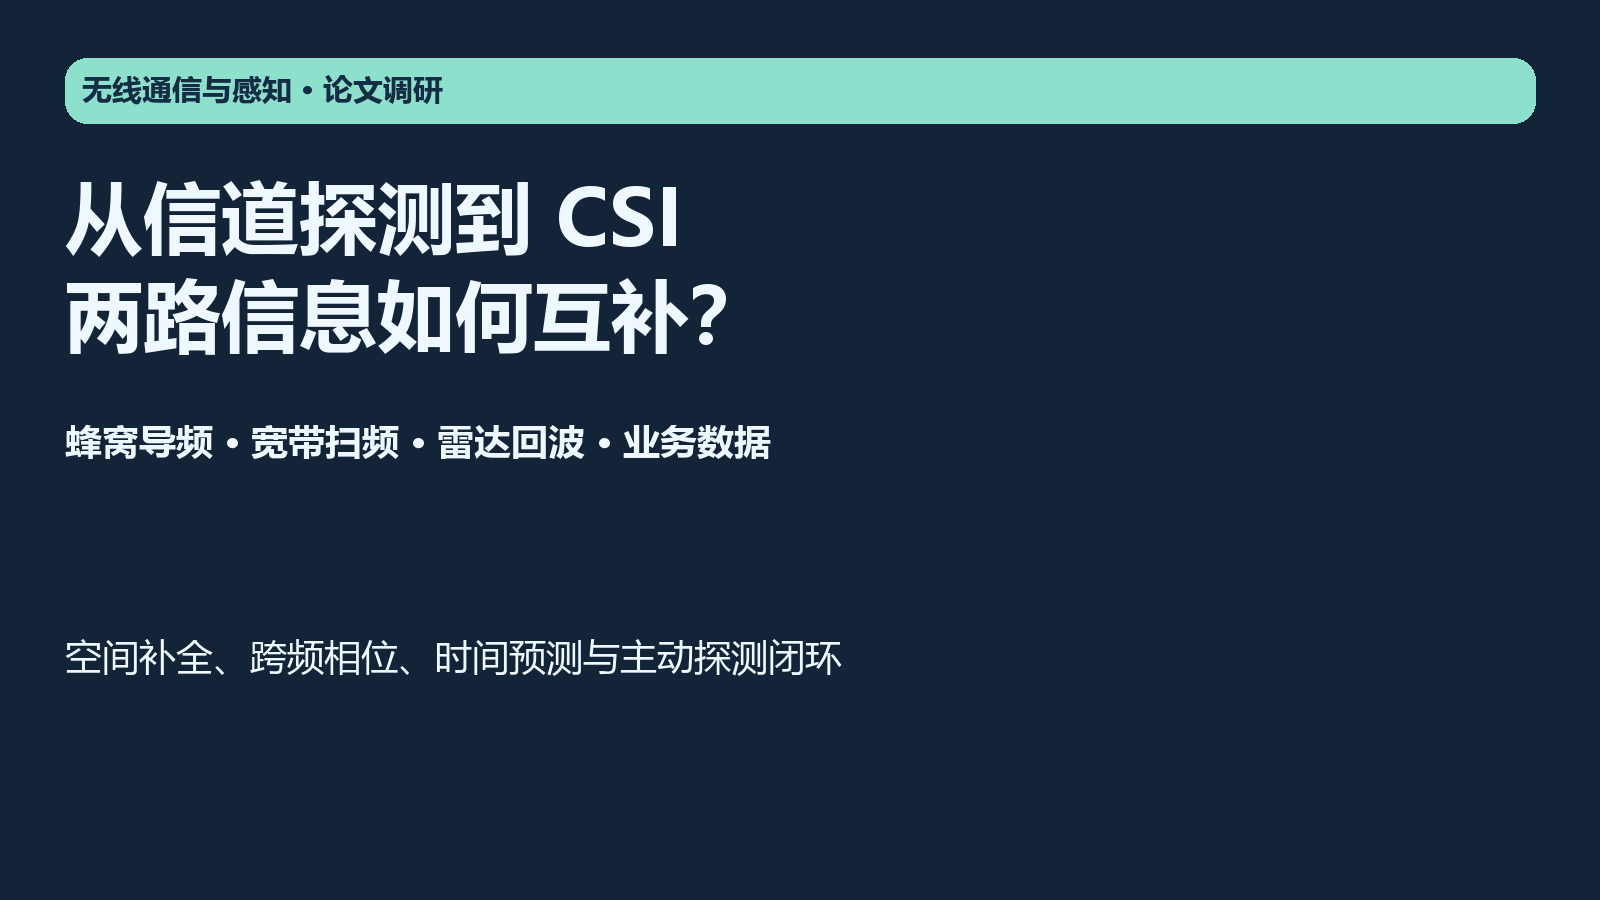 无线通信与感知 • 论文调研
从信道探测到 CSI
两路信息如何互补？
蜂窝导频 • 宽带扫频 • 雷达回波 • 业务数据
空间补全、跨频相位、时间预测与主动探测闭环